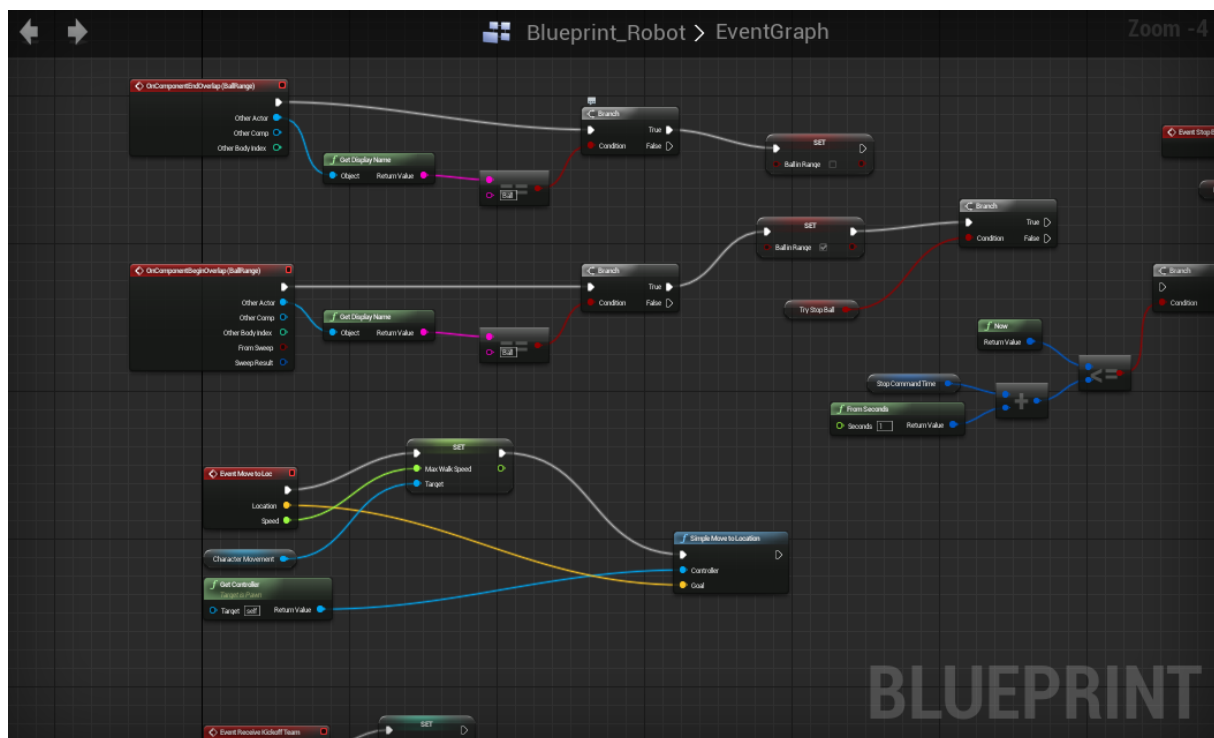 Blueprint_Robot > EventGraph
Zoom -4
OnComponentEndOverlap (BallRange)
Other Actor
Other Comp
Other Body Index
Get Display Name
Object Return Value
==
Ball
Branch
True
Condition False
SET
Ball in Range
Event Stop B
OnComponentBeginOverlap (BallRange)
Other Actor
Other Comp
Other Body Index
From Sweep
Sweep Result
Get Display Name
Object Return Value
==
Ball
Branch
True
Condition False
SET
Ball in Range
Try Stop Ball
Branch
True
Condition False
Branch
Condition
Now
Return Value
Stop Command Time
From Seconds
Seconds 1 Return Value
+
<=
Event Move to Loc
Location
Speed
Character Movement
Get Controller
Target is Pawn
Target self Return Value
SET
Max Walk Speed
Target
Simple Move to Location
Controller
Goal
Event Receive Kickoff Team
SET
BLUEPRINT